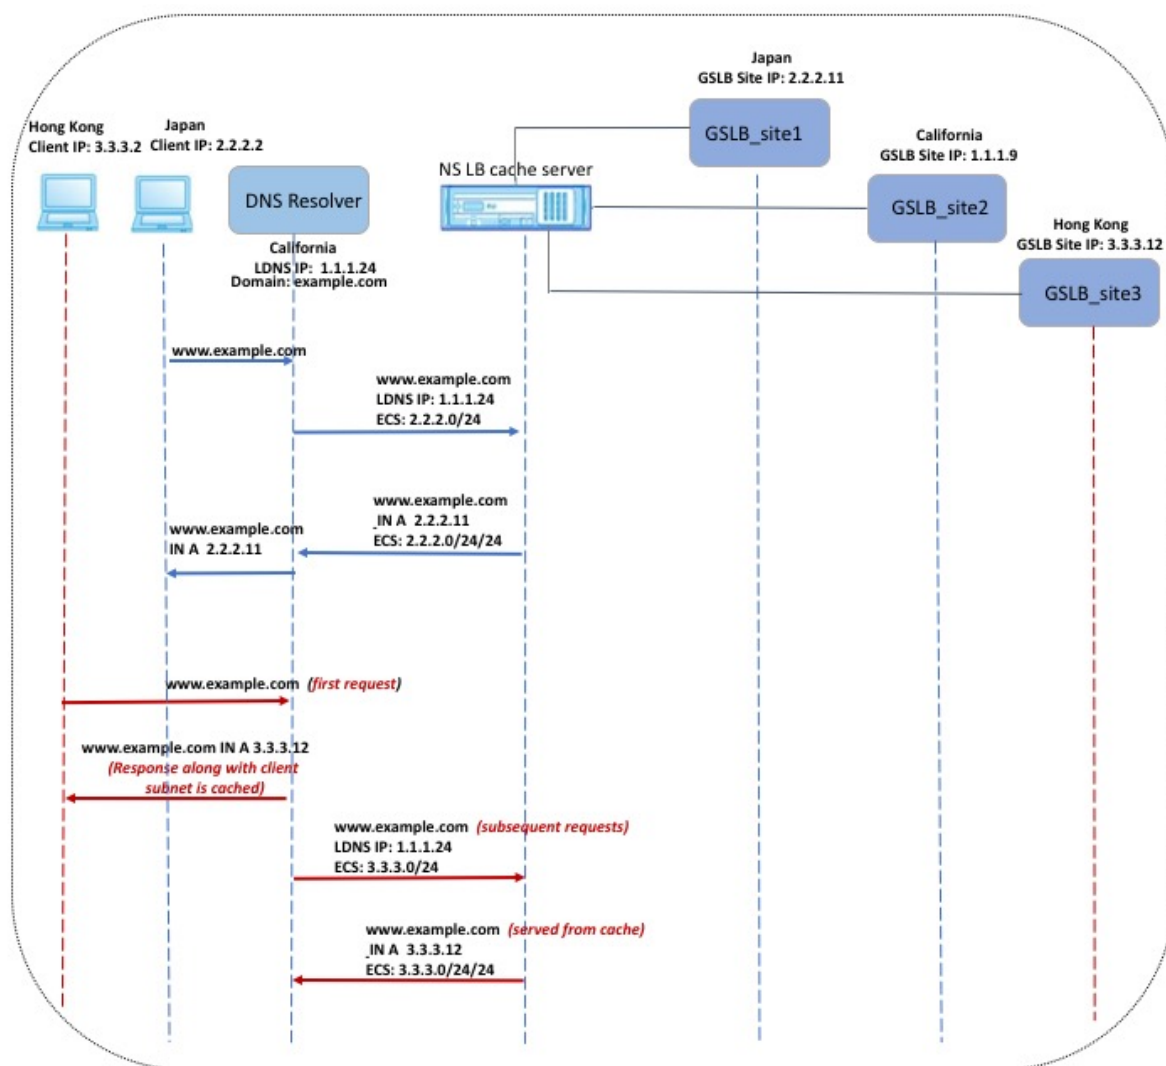 Japan
GSLB Site IP: 2.2.2.11
GSLB_site1
California
GSLB Site IP: 1.1.1.9
GSLB_site2
Hong Kong
GSLB Site IP: 3.3.3.12
GSLB_site3
Hong Kong
Client IP: 3.3.3.2
Japan
Client IP: 2.2.2.2
DNS Resolver
California
LDNS IP: 1.1.1.24
Domain: example.com
NS LB cache server
www.example.com
www.example.com
LDNS IP: 1.1.1.24
ECS: 2.2.2.0/24
www.example.com
_IN A 2.2.2.11
ECS: 2.2.2.0/24/24
www.example.com
IN A 2.2.2.11
www.example.com (first request)
www.example.com IN A 3.3.3.12
(Response along with client
subnet is cached)
www.example.com (subsequent requests)
LDNS IP: 1.1.1.24
ECS: 3.3.3.0/24
www.example.com (served from cache)
_IN A 3.3.3.12
ECS: 3.3.3.0/24/24